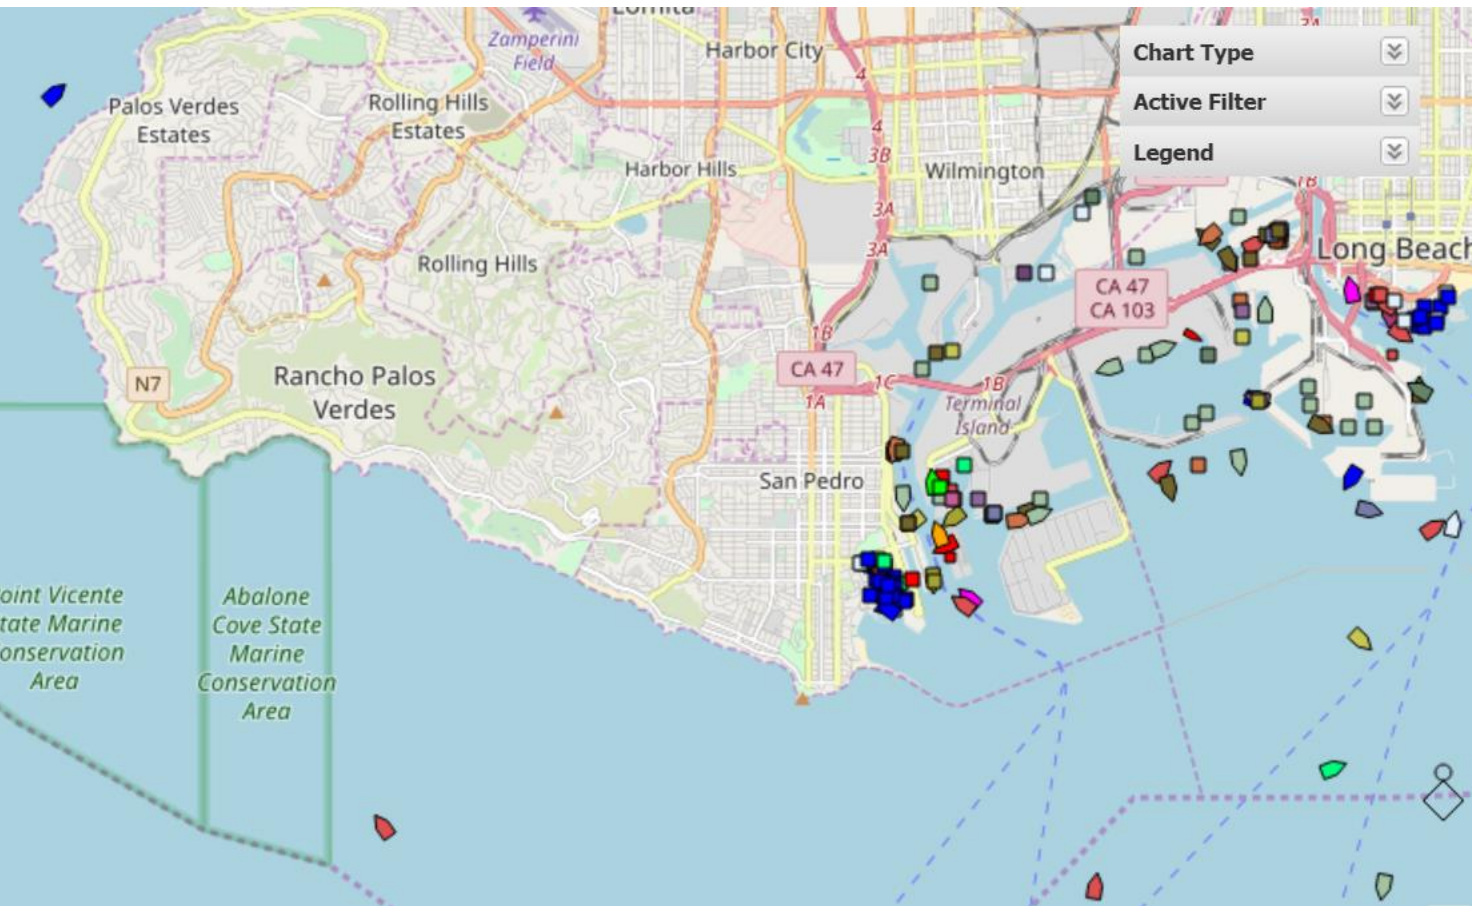 Lomita
Zamperini
Field
Harbor City
3A
Chart Type
4
Palos Verdes
Estates
Rolling Hills
Estates
Active Filter
4
3B
Harbor Hills
Wilmington
Legend
1B
3A
3A
Long Beach
Rolling Hills
CA 47
CA 103
1B
CA 47
1C
1B
1A
N7
Rancho Palos
Verdes
Terminal
Island
San Pedro
oint Vicente
tate Marine
onservation
Area
Abalone
Cove State
Marine
Conservation
Area